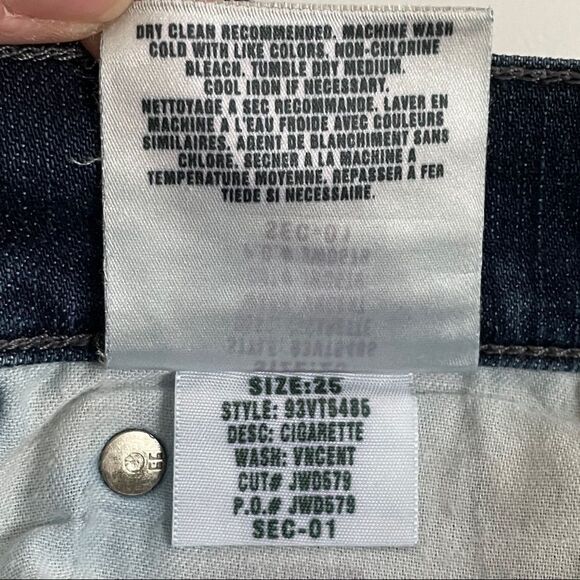 DRY CLEAN RECOMMENDED. MACHINE WASH
COLD WITH LIKE COLORS. NON-CHLORINE
BLEACH. TUMBLE DRY MEDIUM.
COOL IRON IF NECESSARY.
NETTOYAGE A SEC RECOMMANDE. LAVER EN
MACHINE A L'EAU FROIDE AVEC COULEURS
SIMILAIRES. AGENT DE BLANCHIMENT SANS
CHLORE. SECHER A LA MACHINE A
TEMPERATURE MOYENNE. REPASSER A FER
TIEDE SI NECESSAIRE.
SIZE:25
STYLE: 93VT5485
DESC: CIGARETTE
WASH: VNCENT
CUT# JWD579
P.O.# JWD579
SEC-01